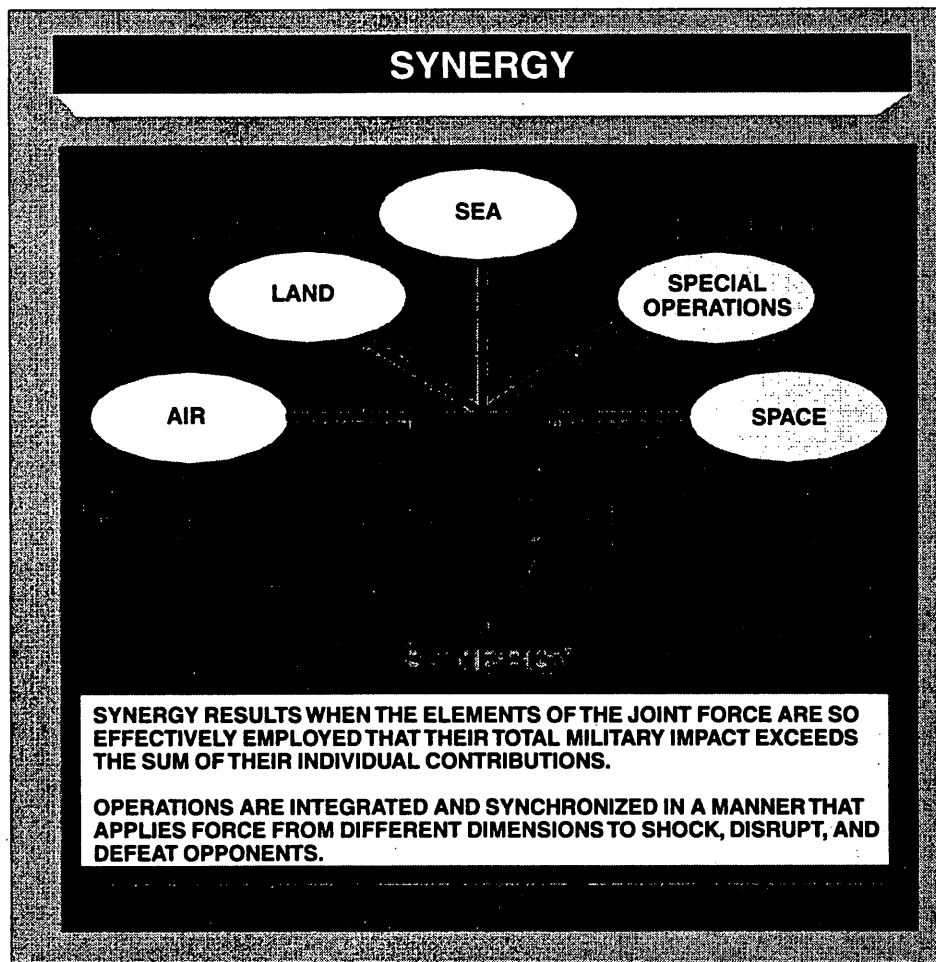 SYNERGY
SEA
LAND
SPECIAL
OPERATIONS
AIR
SPACE
SYNERGY RESULTS WHEN THE ELEMENTS OF THE JOINT FORCE ARE SO
EFFECTIVELY EMPLOYED THAT THEIR TOTAL MILITARY IMPACT EXCEEDS
THE SUM OF THEIR INDIVIDUAL CONTRIBUTIONS.
OPERATIONS ARE INTEGRATED AND SYNCHRONIZED IN A MANNER THAT
APPLIES FORCE FROM DIFFERENT DIMENSIONS TO SHOCK, DISRUPT, AND
DEFEAT OPPONENTS.